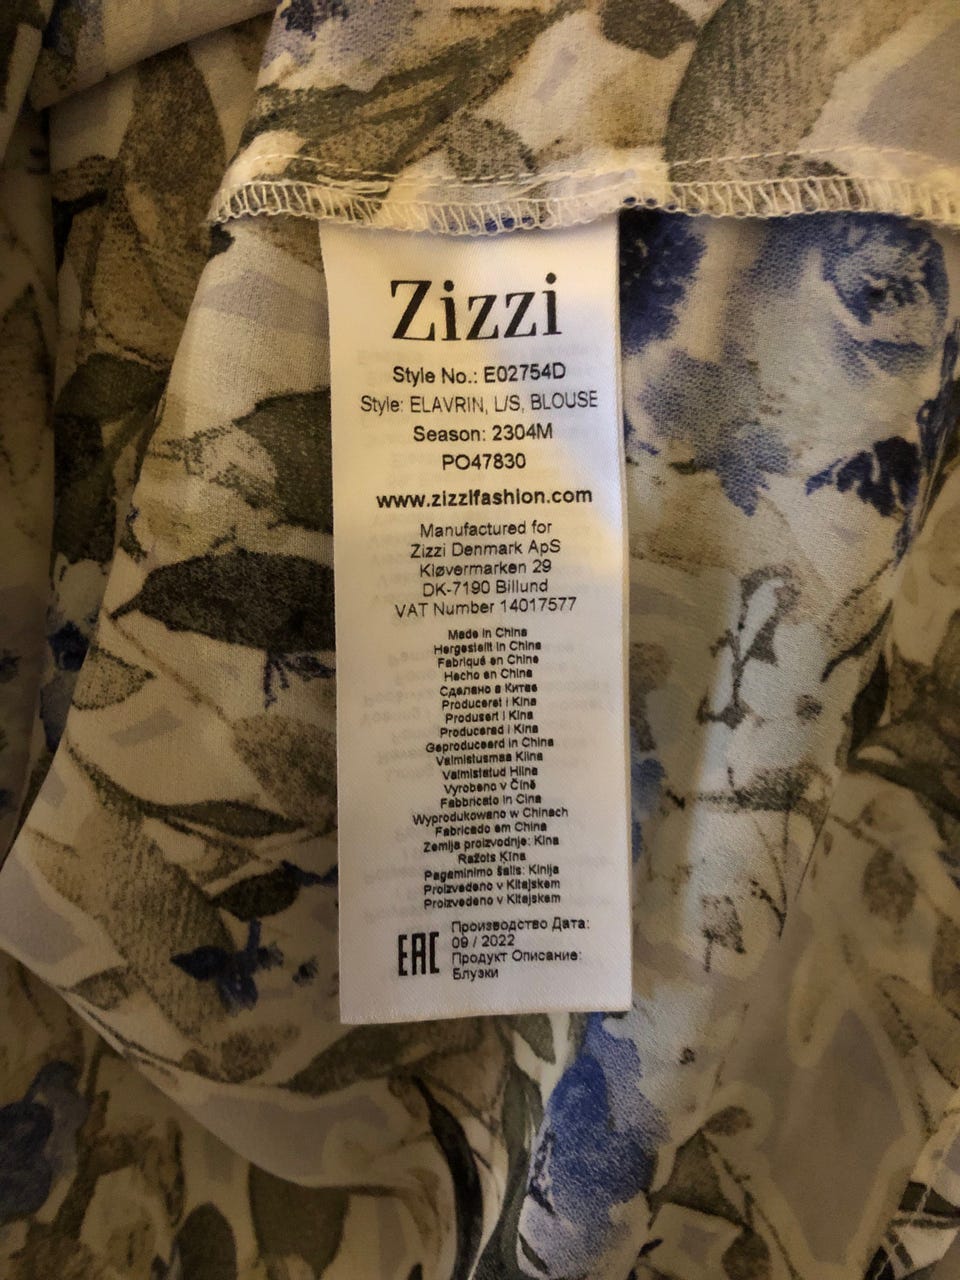 Zizzi
Style No.: E02754D
Style: ELAVRIN, L/S, BLOUSE
Season: 2304M
PO47830
www.zizzifashion.com
Manufactured for
Zizzi Denmark ApS
Kløvermarken 29
DK-7190 Billund
VAT Number 14017577
Made in China
Hergestellt in China
Fabriqué en Chine
Hecho en China
Сделано в Китае
Produceret i Kina
Produsert i Kina
Producerad i Kina
Geproduceerd in China
Valmistusmaa Kiina
Valmistatud Hiina
Vyrobeno v Číně
Fabbricato in Cina
Wyprodukowano w Chinach
Fabricado em China
Zemlja proizvodnje: Kina
Ražots Ķīna
Pagaminimo šalis: Kinija
Proizvedeno v Kitajskem
Proizvedeno v Kitajskem
EAC
Производство Дата:
09 / 2022
Продукт Описание:
Блузки